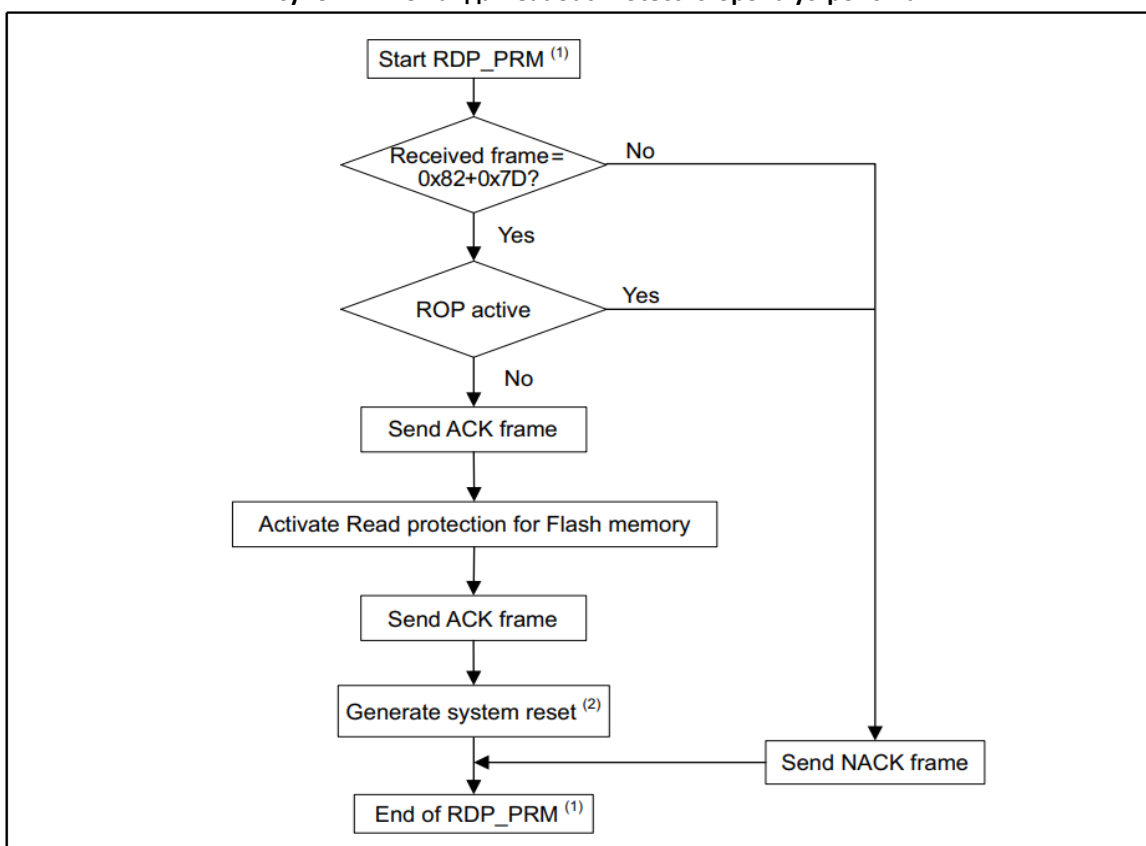 Start RDP_PRM (1)
Received frame=
0x82+0x7D?
No
Yes
ROP active
Yes
No
Send ACK frame
Activate Read protection for Flash memory
Send ACK frame
Generate system reset (2)
Send NACK frame
End of RDP_PRM (1)